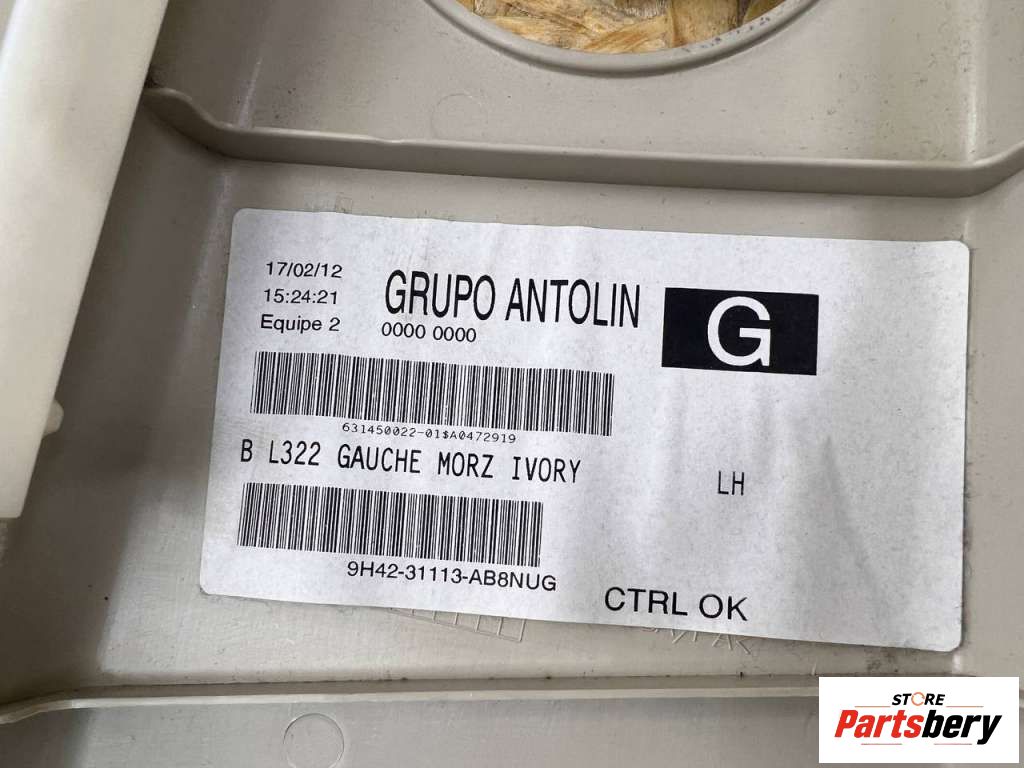 17/02/12
15:24:21
Equipe 2
GRUPO ANTOLIN
0000 0000
G
631450022-01$A0472919
B L322 GAUCHE MORZ IVORY
LH
9H42-31113-AB8NUG
CTRL OK
STORE
Partsbery